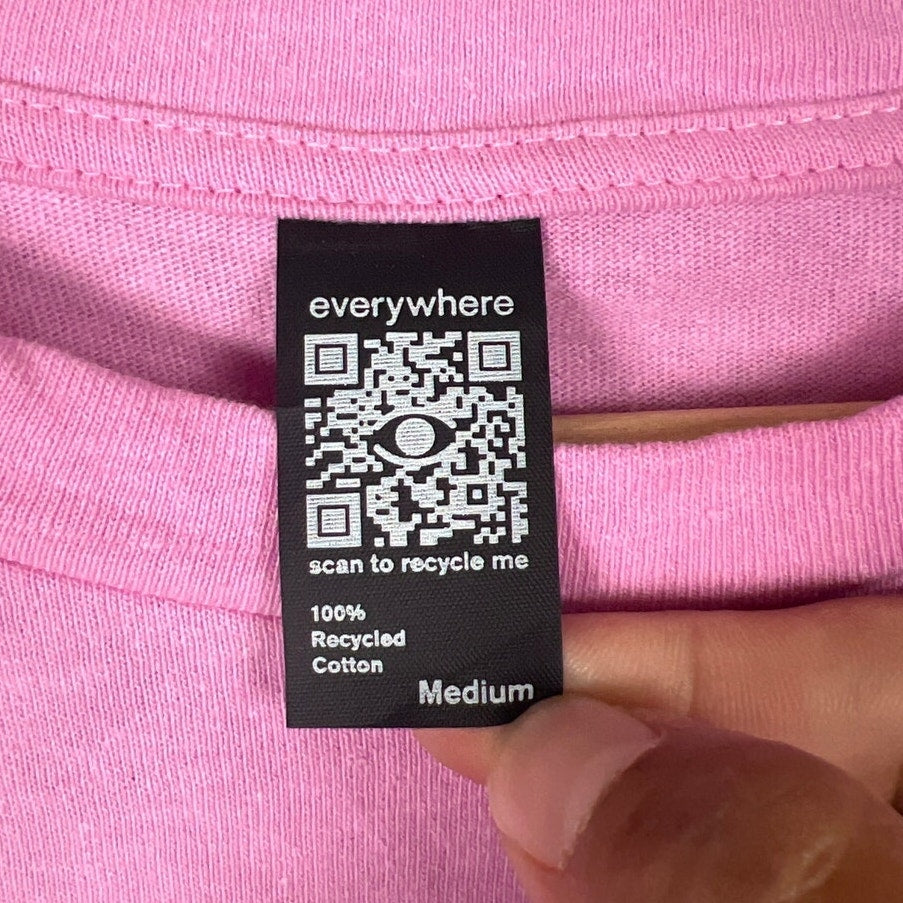 everywhere
scan to recycle me
100%
Recycled
Cotton
Medium